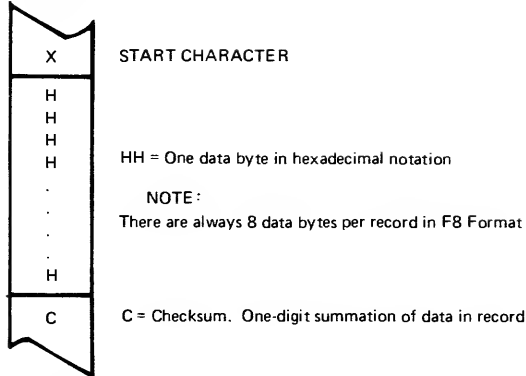 X START CHARACTER
H
H
H
H HH = One data byte in hexadecimal notation
. NOTE:
. There are always 8 data bytes per record in F8 Format
.
.
H
C C = Checksum. One-digit summation of data in record